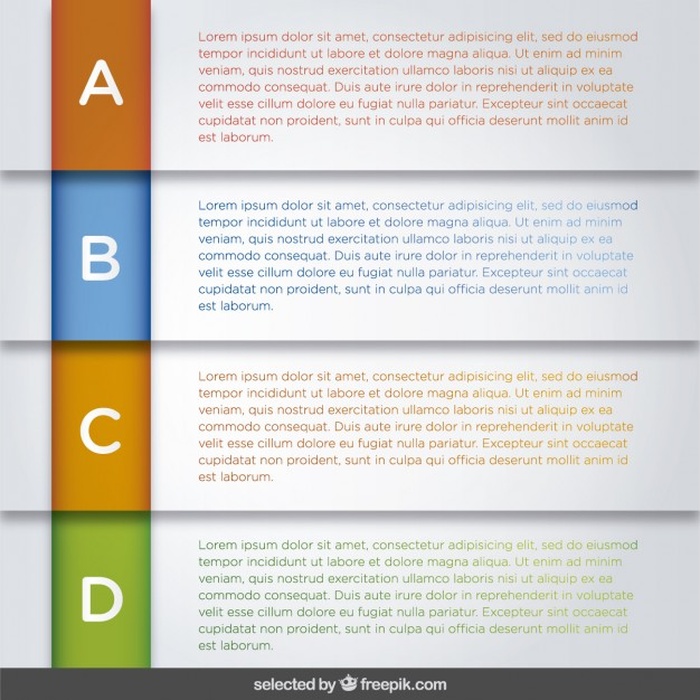 A
Lorem ipsum dolor sit amet, consectetur adipisicing elit, sed do eiusmod
tempor incididunt ut labore et dolore magna aliqua. Ut enim ad minim
veniam, quis nostrud exercitation ullamco laboris nisi ut aliquip ex ea
commodo consequat. Duis aute irure dolor in reprehenderit in voluptate
velit esse cillum dolore eu fugiat nulla pariatur. Excepteur sint occaecat
cupidatat non proident, sunt in culpa qui officia deserunt mollit anim id
est laborum.
B
Lorem ipsum dolor sit amet, consectetur adipisicing elit, sed do eiusmod
tempor incididunt ut labore et dolore magna aliqua. Ut enim ad minim
veniam, quis nostrud exercitation ullamco laboris nisi ut aliquip ex ea
commodo consequat. Duis aute irure dolor in reprehenderit in voluptate
velit esse cillum dolore eu fugiat nulla pariatur. Excepteur sint occaecat
cupidatat non proident, sunt in culpa qui officia deserunt mollit anim id
est laborum.
C
Lorem ipsum dolor sit amet, consectetur adipisicing elit, sed do eiusmod
tempor incididunt ut labore et dolore magna aliqua. Ut enim ad minim
veniam, quis nostrud exercitation ullamco laboris nisi ut aliquip ex ea
commodo consequat. Duis aute irure dolor in reprehenderit in voluptate
velit esse cillum dolore eu fugiat nulla pariatur. Excepteur sint occaecat
cupidatat non proident, sunt in culpa qui officia deserunt mollit anim id
est laborum.
D
Lorem ipsum dolor sit amet, consectetur adipisicing elit, sed do eiusmod
tempor incididunt ut labore et dolore magna aliqua. Ut enim ad minim
veniam, quis nostrud exercitation ullamco laboris nisi ut aliquip ex ea
commodo consequat. Duis aute irure dolor in reprehenderit in voluptate
velit esse cillum dolore eu fugiat nulla pariatur. Excepteur sint occaecat
cupidatat non proident, sunt in culpa qui officia deserunt mollit anim id
est laborum.
selected by freepik.com